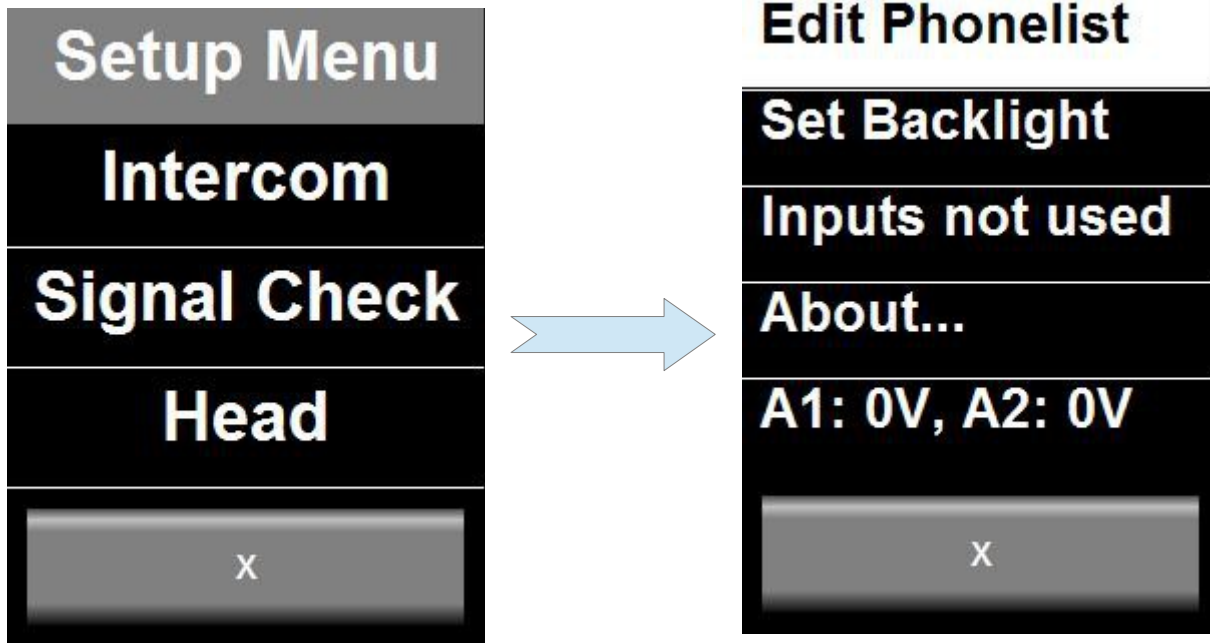 Setup Menu
Intercom
Signal Check
Head
x
Edit Phonelist
Set Backlight
Inputs not used
About...
A1: 0V, A2: 0V
x